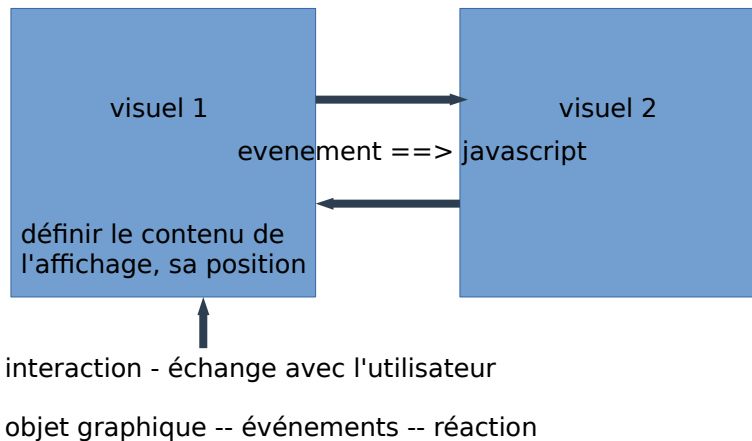 visuel 1
visuel 2
evenement ==> javascript
définir le contenu de
l'affichage, sa position
interaction - échange avec l'utilisateur
objet graphique -- événements -- réaction